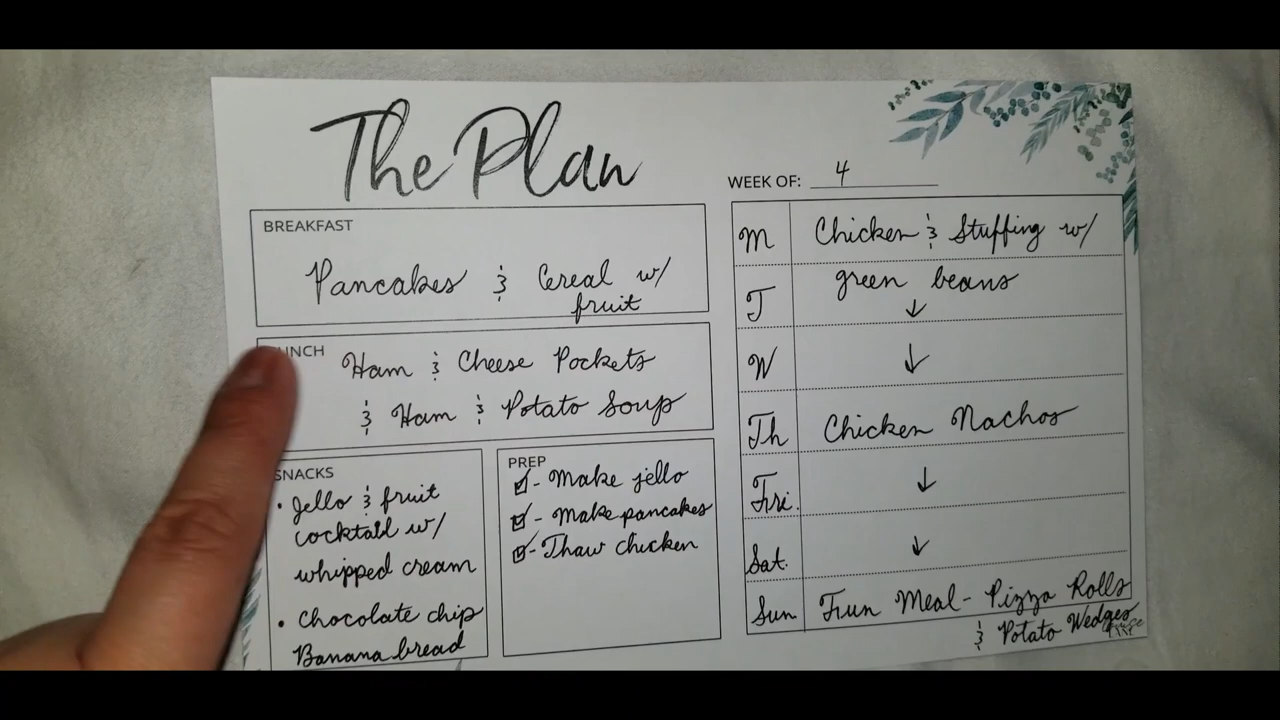 The Plan
WEEK OF: 4
BREAKFAST
Pancakes & Cereal w/
fruit
LUNCH
Ham & Cheese Pockets
& Ham & Potato Soup
SNACKS
• Jello & fruit
cocktail w/
whipped cream
• Chocolate chip
Banana bread
PREP
☑ - Make jello
☑ - Make pancakes
☑ - Thaw chicken
M Chicken & Stuffing w/
T green beans
↓
W ↓
Th Chicken Nachos
Fri. ↓
Sat. ↓
Sun Fun Meal - Pizza Rolls
& Potato Wedges